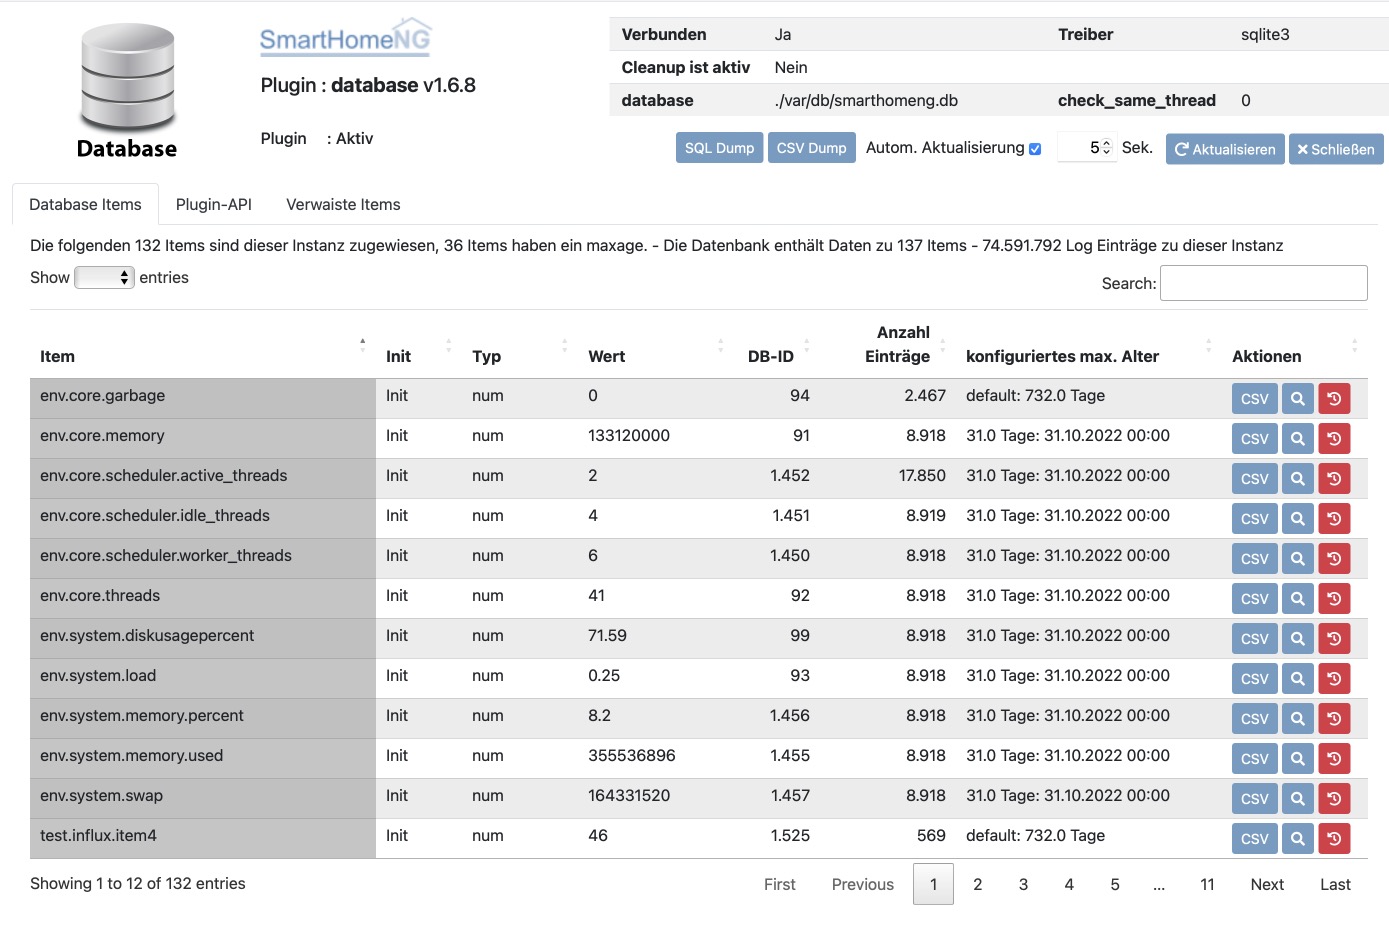 SmartHomeNG
Plugin : database v1.6.8
Plugin : Aktiv
Database
Verbunden Ja Treiber sqlite3
Cleanup ist aktiv Nein
database ./var/db/smarthomeng.db check_same_thread 0
SQL Dump CSV Dump Autom. Aktualisierung 5 Sek. Aktualisieren Schließen
Database Items Plugin-API Verwaiste Items
Die folgenden 132 Items sind dieser Instanz zugewiesen, 36 Items haben ein maxage. - Die Datenbank enthält Daten zu 137 Items - 74.591.792 Log Einträge zu dieser Instanz
Show entries
Search:
Item Init Typ Wert DB-ID Anzahl Einträge konfiguriertes max. Alter Aktionen
env.core.garbage Init num 0 94 2.467 default: 732.0 Tage CSV
env.core.memory Init num 133120000 91 8.918 31.0 Tage: 31.10.2022 00:00 CSV
env.core.scheduler.active_threads Init num 2 1.452 17.850 31.0 Tage: 31.10.2022 00:00 CSV
env.core.scheduler.idle_threads Init num 4 1.451 8.919 31.0 Tage: 31.10.2022 00:00 CSV
env.core.scheduler.worker_threads Init num 6 1.450 8.918 31.0 Tage: 31.10.2022 00:00 CSV
env.core.threads Init num 41 92 8.918 31.0 Tage: 31.10.2022 00:00 CSV
env.system.diskusagepercent Init num 71.59 99 8.918 31.0 Tage: 31.10.2022 00:00 CSV
env.system.load Init num 0.25 93 8.918 31.0 Tage: 31.10.2022 00:00 CSV
env.system.memory.percent Init num 8.2 1.456 8.918 31.0 Tage: 31.10.2022 00:00 CSV
env.system.memory.used Init num 355536896 1.455 8.918 31.0 Tage: 31.10.2022 00:00 CSV
env.system.swap Init num 164331520 1.457 8.918 31.0 Tage: 31.10.2022 00:00 CSV
test.influx.item4 Init num 46 1.525 569 default: 732.0 Tage CSV
Showing 1 to 12 of 132 entries
First Previous 1 2 3 4 5 ... 11 Next Last